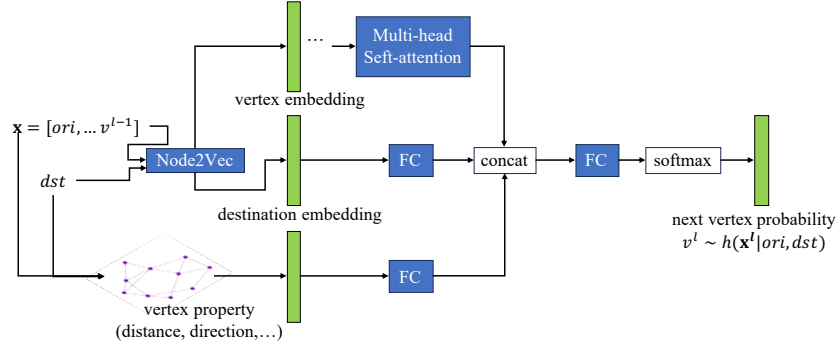 ...
Multi-head
Seft-attention
vertex embedding
𝐱 = [𝑜𝑟𝑖, … 𝑣^{𝑙−1}]
Node2Vec
FC
concat
FC
softmax
𝑑𝑠𝑡
destination embedding
next vertex probability
𝑣^𝑙 ~ ℎ(𝐱^𝒍|𝑜𝑟𝑖, 𝑑𝑠𝑡)
FC
vertex property
(distance, direction,…)